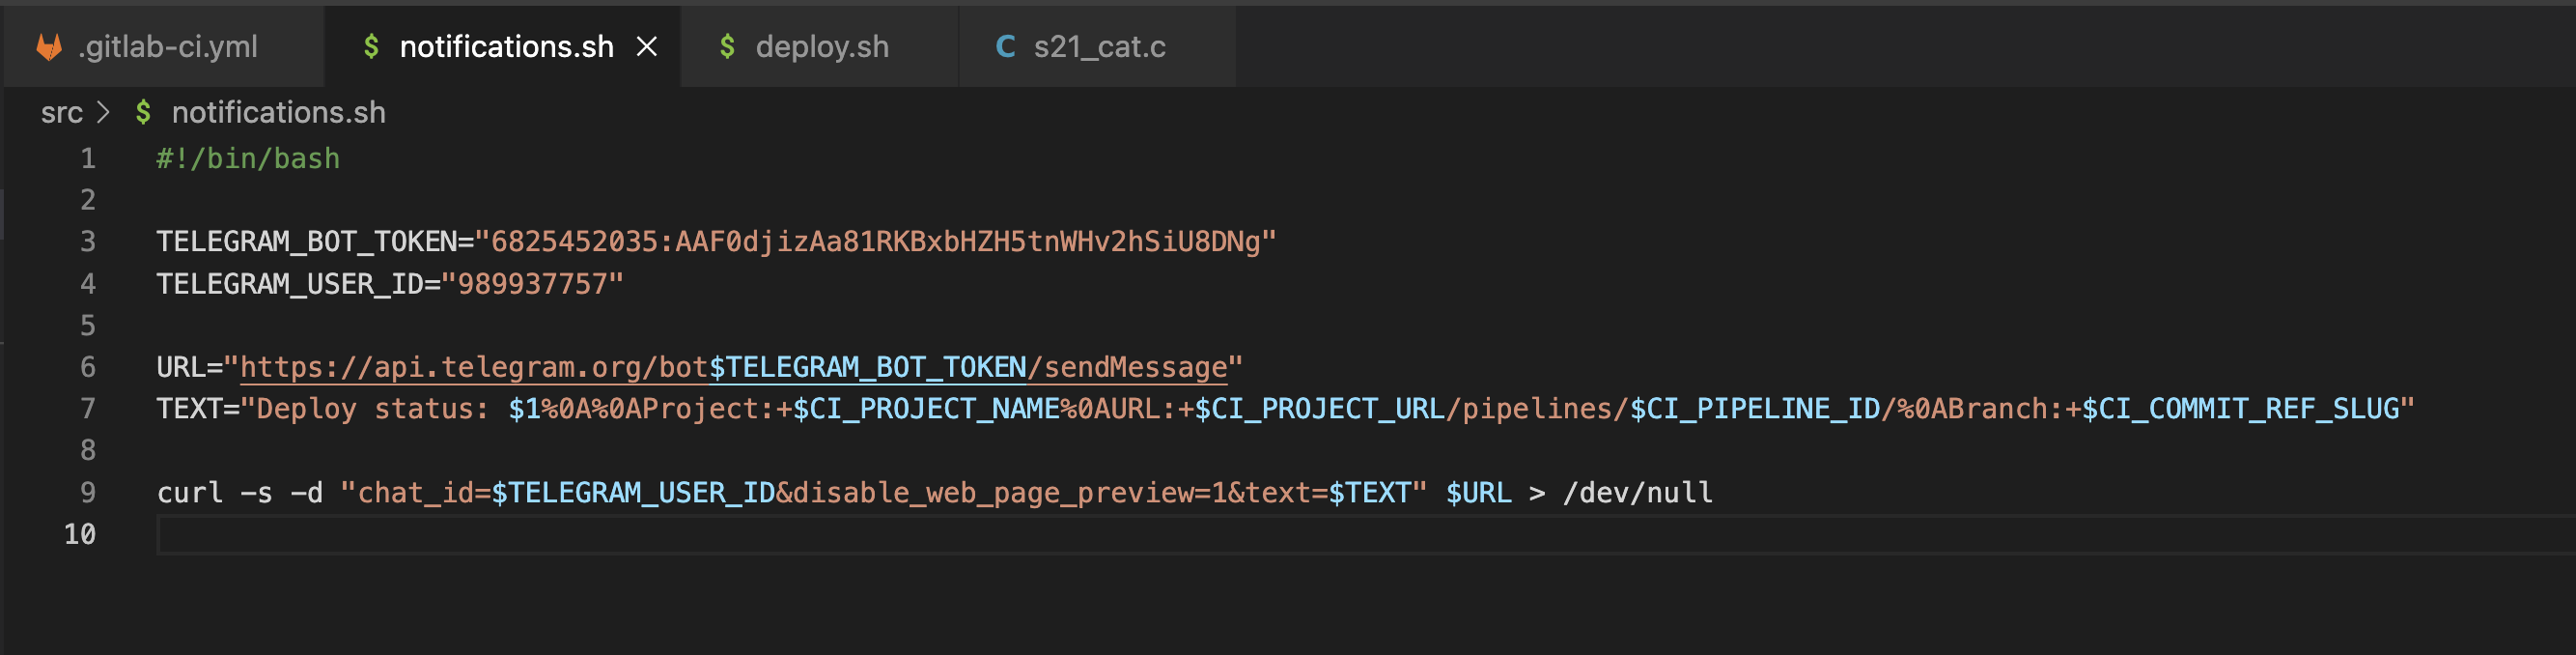 .gitlab-ci.yml $ notifications.sh × $ deploy.sh C s21_cat.c
src > $ notifications.sh
1 #!/bin/bash
2
3 TELEGRAM_BOT_TOKEN="6825452035:AAF0djizAa81RKBxbHZH5tnWHv2hSiU8DNg"
4 TELEGRAM_USER_ID="989937757"
5
6 URL="https://api.telegram.org/bot$TELEGRAM_BOT_TOKEN/sendMessage"
7 TEXT="Deploy status: $1%0A%0AProject:+$CI_PROJECT_NAME%0AURL:+$CI_PROJECT_URL/pipelines/$CI_PIPELINE_ID/%0ABranch:+$CI_COMMIT_REF_SLUG"
8
9 curl -s -d "chat_id=$TELEGRAM_USER_ID&disable_web_page_preview=1&text=$TEXT" $URL > /dev/null
10